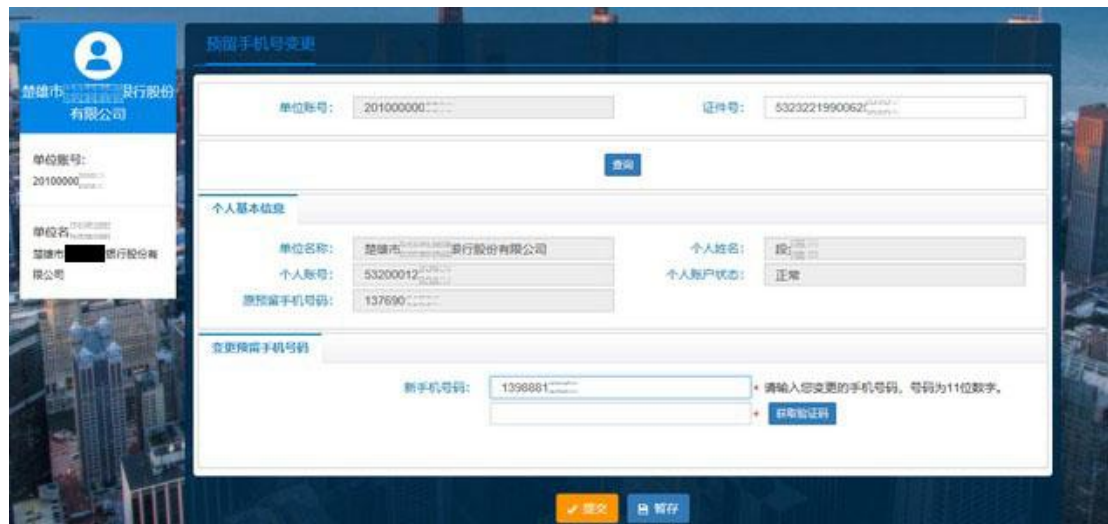 预留手机号变更
楚雄市 银行股份
有限公司
单位账号:
20100000
单位名
楚雄市 银行股份有
限公司
单位账号: 201000000 证件号: 5323221990062
查询
个人基本信息
单位名称: 楚雄市 银行股份有限公司 个人姓名: 段
个人账号: 53200012 个人账户状态: 正常
原预留手机号码: 137690
变更预留手机号码
新手机号码: 1398881 * 请输入您变更的手机号码，号码为11位数字。
* 获取验证码
提交 暂存